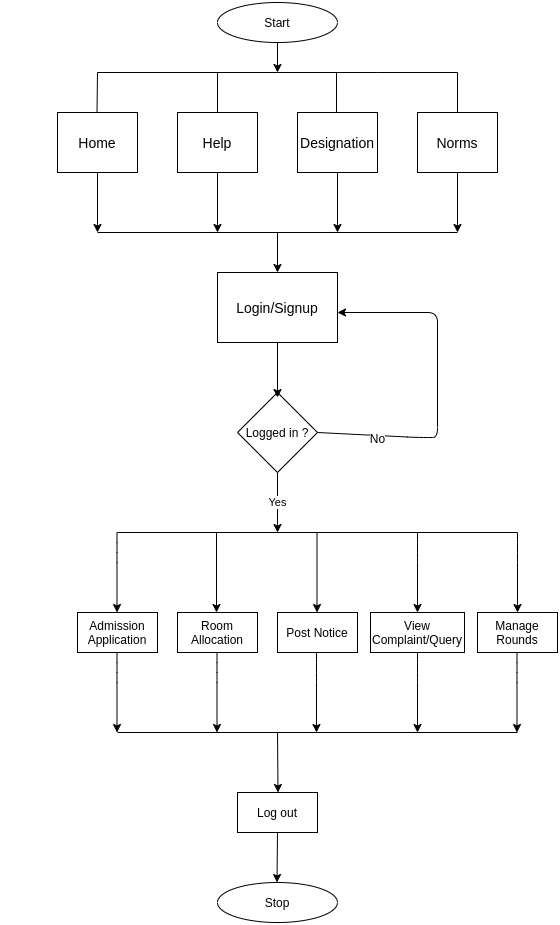 Start
Home
Help
Designation
Norms
Login/Signup
Logged in ?
No
Yes
Admission
Application
Room
Allocation
Post Notice
View
Complaint/Query
Manage
Rounds
Log out
Stop